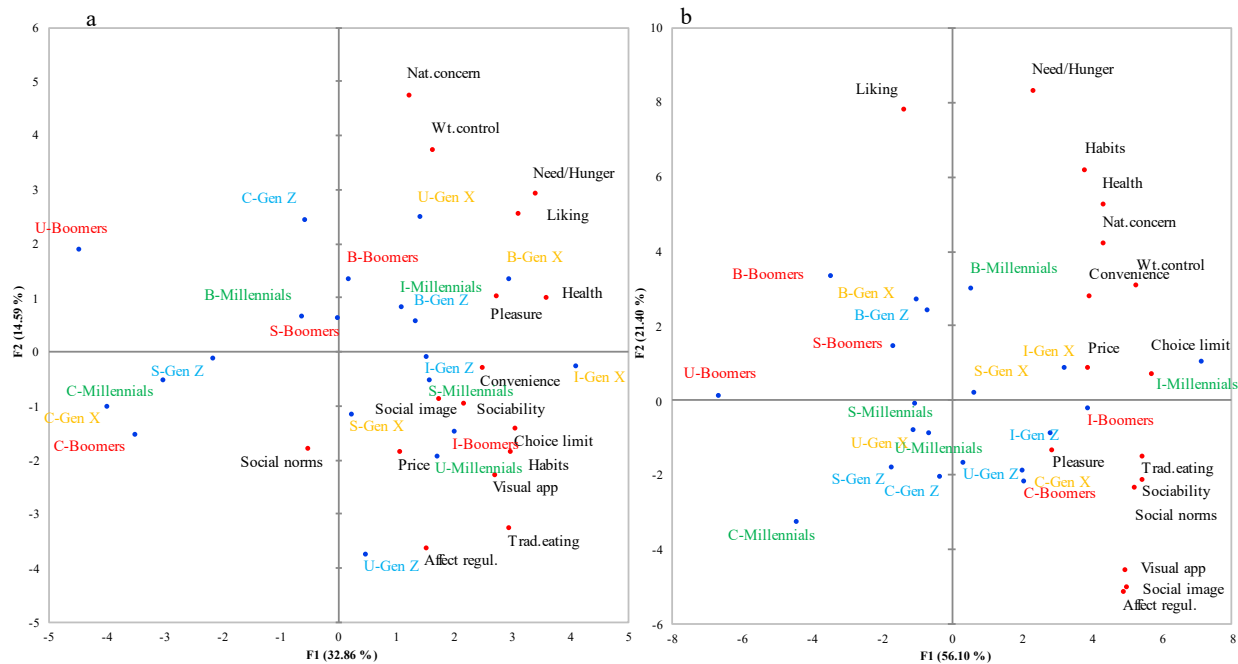 a
6
5
4
3
2
1
0
-1
-2
-3
-4
-5
F2 (14.59 %)
Nat.concern
Wt.control
Need/Hunger
C-Gen Z
U-Gen X
Liking
U-Boomers
B-Boomers
B-Gen X
I-Millennials
B-Millennials
B-Gen Z
Health
Pleasure
S-Boomers
S-Gen Z
I-Gen Z
I-Gen X
Convenience
C-Millennials
S-Millennials
Social image
Sociability
C-Gen X
S-Gen X
C-Boomers
I-Boomers
Choice limit
Social norms
Price
U-Millennials
Habits
Visual app
Trad.eating
U-Gen Z
Affect regul.
-5 -4 -3 -2 -1 0 1 2 3 4 5
F1 (32.86 %)
b
10
8
6
4
2
0
-2
-4
-6
F2 (21.40 %)
Need/Hunger
Liking
Habits
Health
Nat.concern
B-Millennials
Wt.control
B-Boomers
Convenience
B-Gen X
B-Gen Z
S-Boomers
I-Gen X
Price
Choice limit
S-Gen X
U-Boomers
I-Millennials
S-Millennials
I-Boomers
U-Gen X
U-Millennials
I-Gen Z
Pleasure
Trad.eating
S-Gen Z
U-Gen Z
C-Gen Z
C-Gen X
C-Boomers
Sociability
Social norms
C-Millennials
Visual app
Social image
Affect regul.
-8 -6 -4 -2 0 2 4 6 8
F1 (56.10 %)